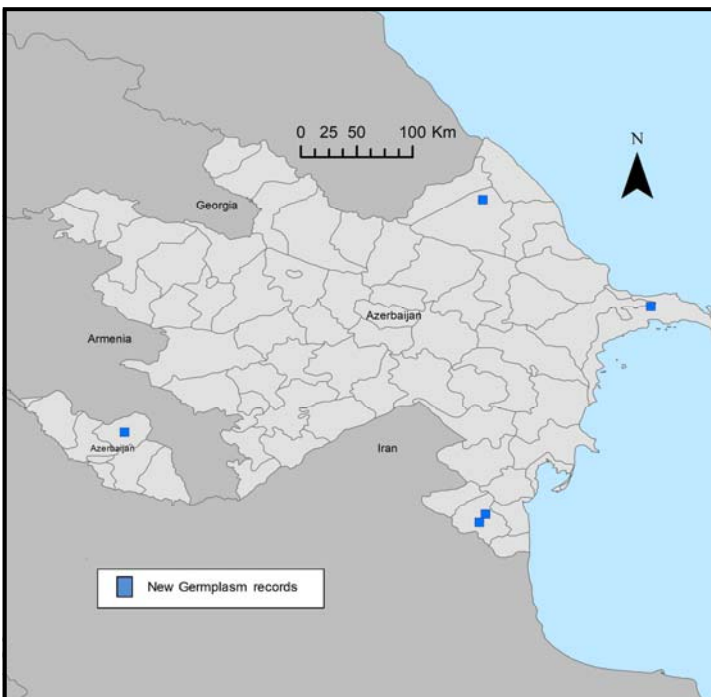 0 25 50 100 Km
N
Georgia
Azerbaijan
Armenia
Azerbaijan
Iran
New Germplasm records